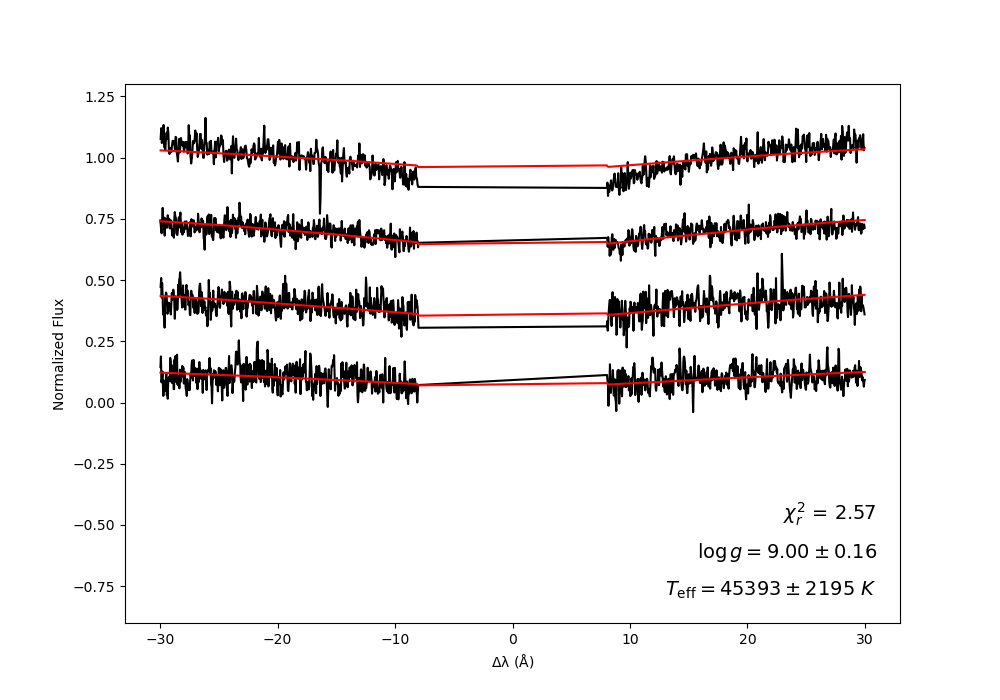 1.25
1.00
0.75
0.50
0.25
0.00
−0.25
−0.50
−0.75
Normalized Flux
χ²ᵣ = 2.57
log g = 9.00 ± 0.16
T_eff = 45393 ± 2195 K
−30 −20 −10 0 10 20 30
Δλ (Å)